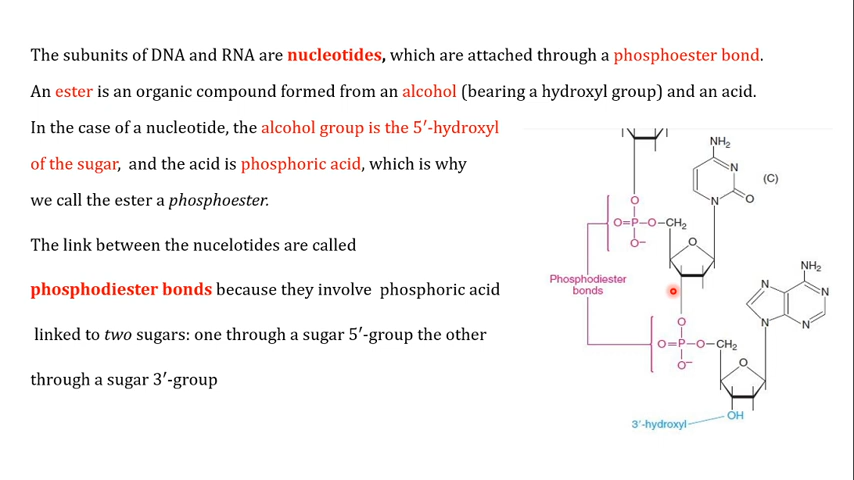 The subunits of DNA and RNA are nucleotides, which are attached through a phosphoester bond.
An ester is an organic compound formed from an alcohol (bearing a hydroxyl group) and an acid.
In the case of a nucleotide, the alcohol group is the 5′-hydroxyl
of the sugar, and the acid is phosphoric acid, which is why
we call the ester a phosphoester.
The link between the nucelotides are called
phosphodiester bonds because they involve phosphoric acid
linked to two sugars: one through a sugar 5′-group the other
through a sugar 3′-group
NH2
N
(C)
N
O
O
O=P–O–CH2
O–
O
Phosphodiester
bonds
NH2
N
N
N
N
O
O=P–O–CH2
O–
O
OH
3′-hydroxyl